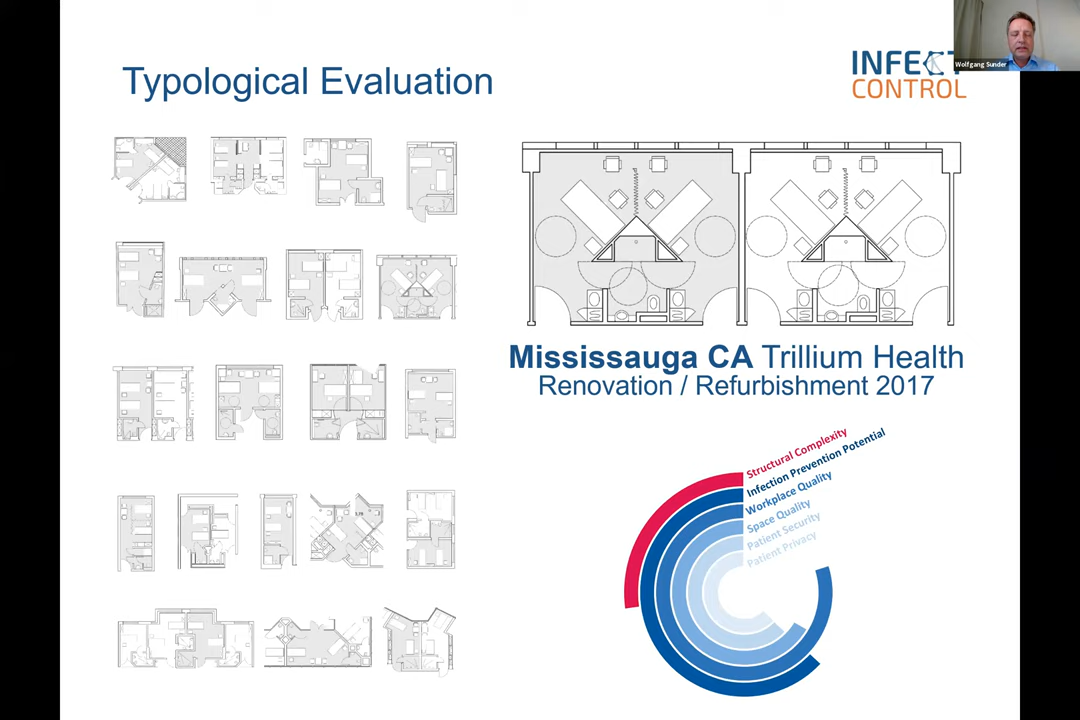 Typological Evaluation
INFECT
CONTROL
Wolfgang Sunder
Mississauga CA Trillium Health
Renovation / Refurbishment 2017
Structural Complexity
Infection Prevention Potential
Workplace Quality
Space Quality
Patient Security
Patient Privacy